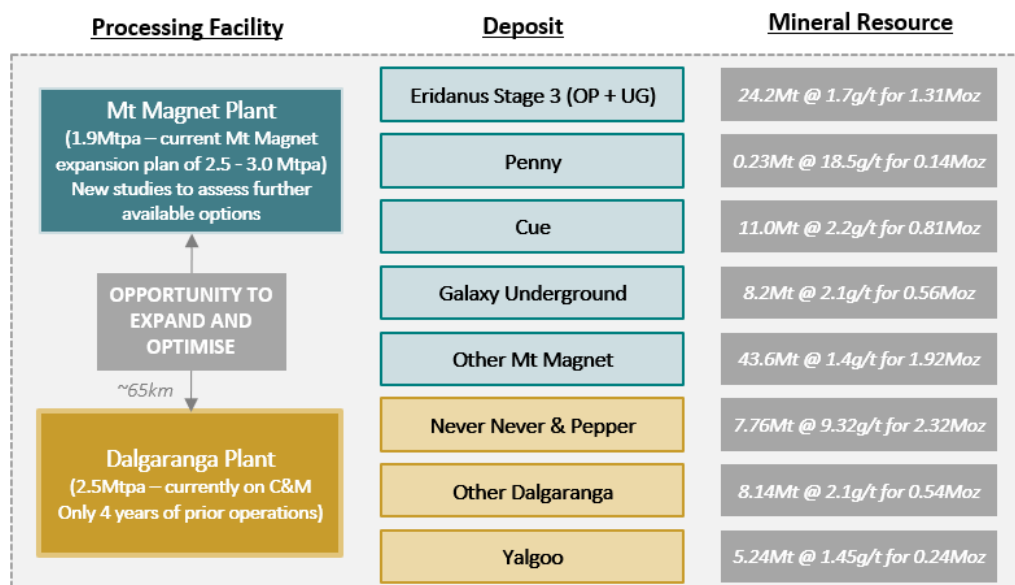 Processing Facility
Deposit
Mineral Resource
Mt Magnet Plant
(1.9Mtpa – current Mt Magnet
expansion plan of 2.5 - 3.0 Mtpa)
New studies to assess further
available options
OPPORTUNITY TO
EXPAND AND
OPTIMISE
~65km
Dalgaranga Plant
(2.5Mtpa – currently on C&M
Only 4 years of prior operations)
Eridanus Stage 3 (OP + UG)
24.2Mt @ 1.7g/t for 1.31Moz
Penny
0.23Mt @ 18.5g/t for 0.14Moz
Cue
11.0Mt @ 2.2g/t for 0.81Moz
Galaxy Underground
8.2Mt @ 2.1g/t for 0.56Moz
Other Mt Magnet
43.6Mt @ 1.4g/t for 1.92Moz
Never Never & Pepper
7.76Mt @ 9.32g/t for 2.32Moz
Other Dalgaranga
8.14Mt @ 2.1g/t for 0.54Moz
Yalgoo
5.24Mt @ 1.45g/t for 0.24Moz